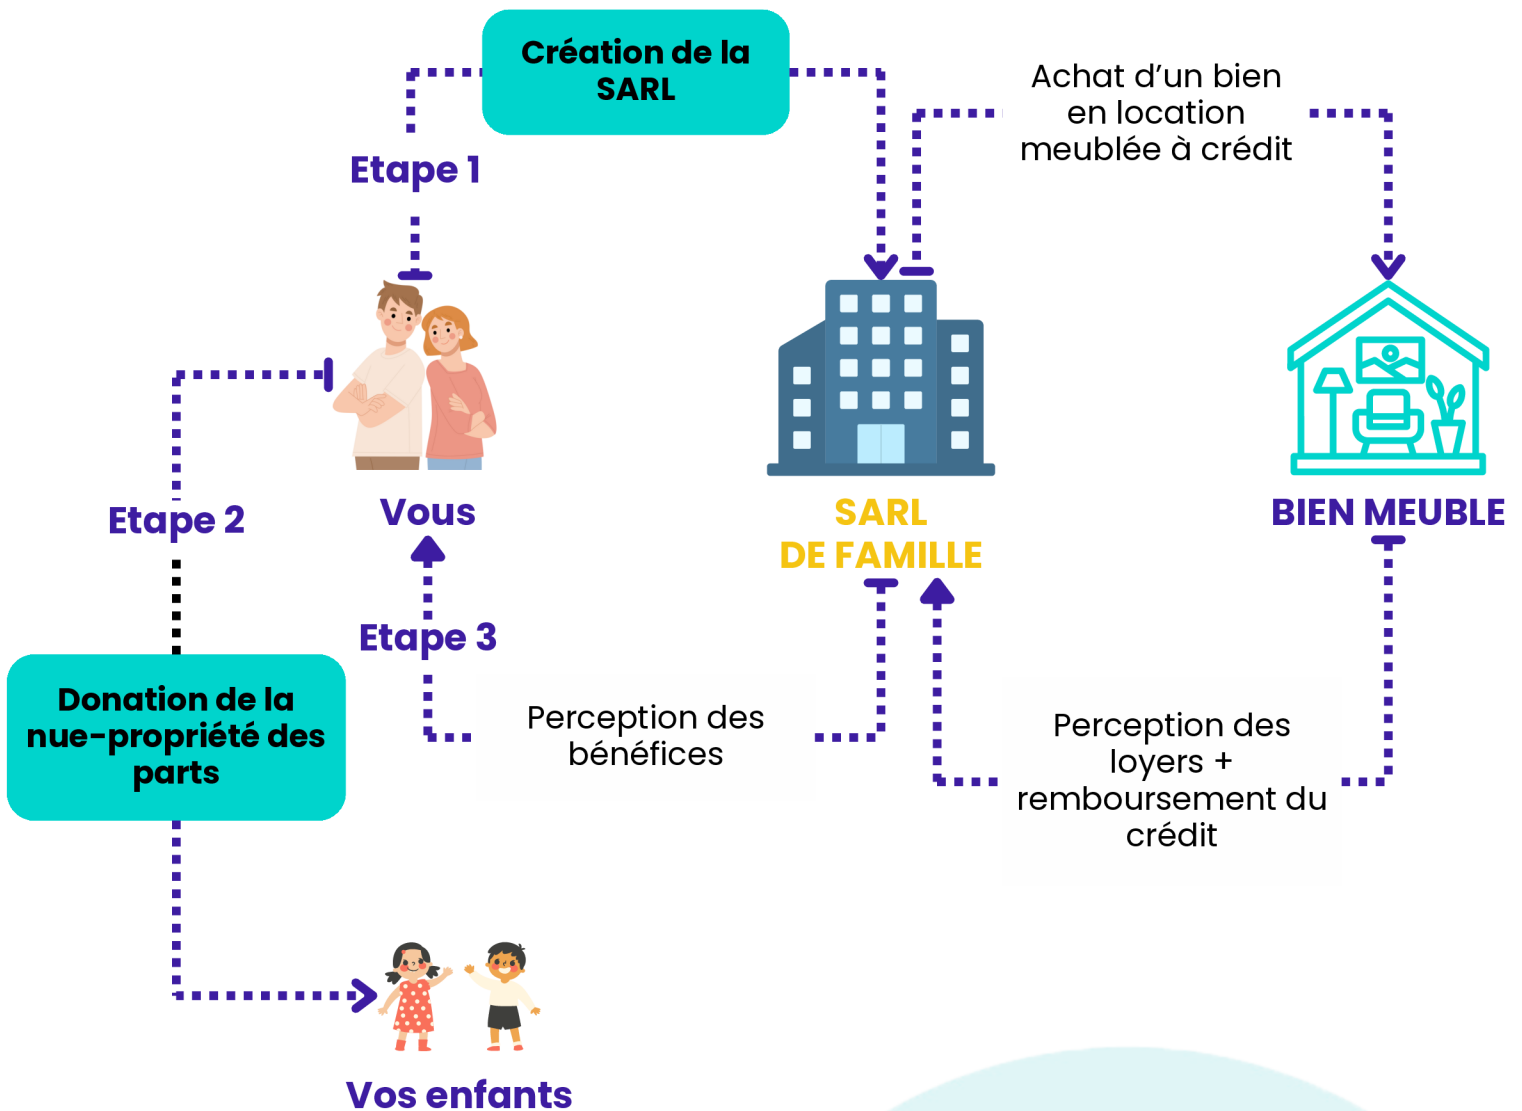 Création de la
SARL
Achat d’un bien
en location
meublée à crédit
Etape 1
Vous
SARL
DE FAMILLE
BIEN MEUBLE
Etape 2
Etape 3
Donation de la
nue-propriété des
parts
Perception des
bénéfices
Perception des
loyers +
remboursement du
crédit
Vos enfants